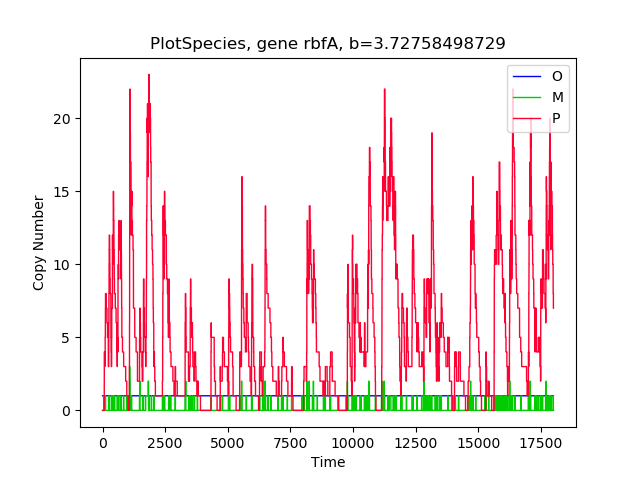 PlotSpecies, gene rbfA, b=3.72758498729
O
M
P
Copy Number
20
15
10
5
0
0 2500 5000 7500 10000 12500 15000 17500
Time